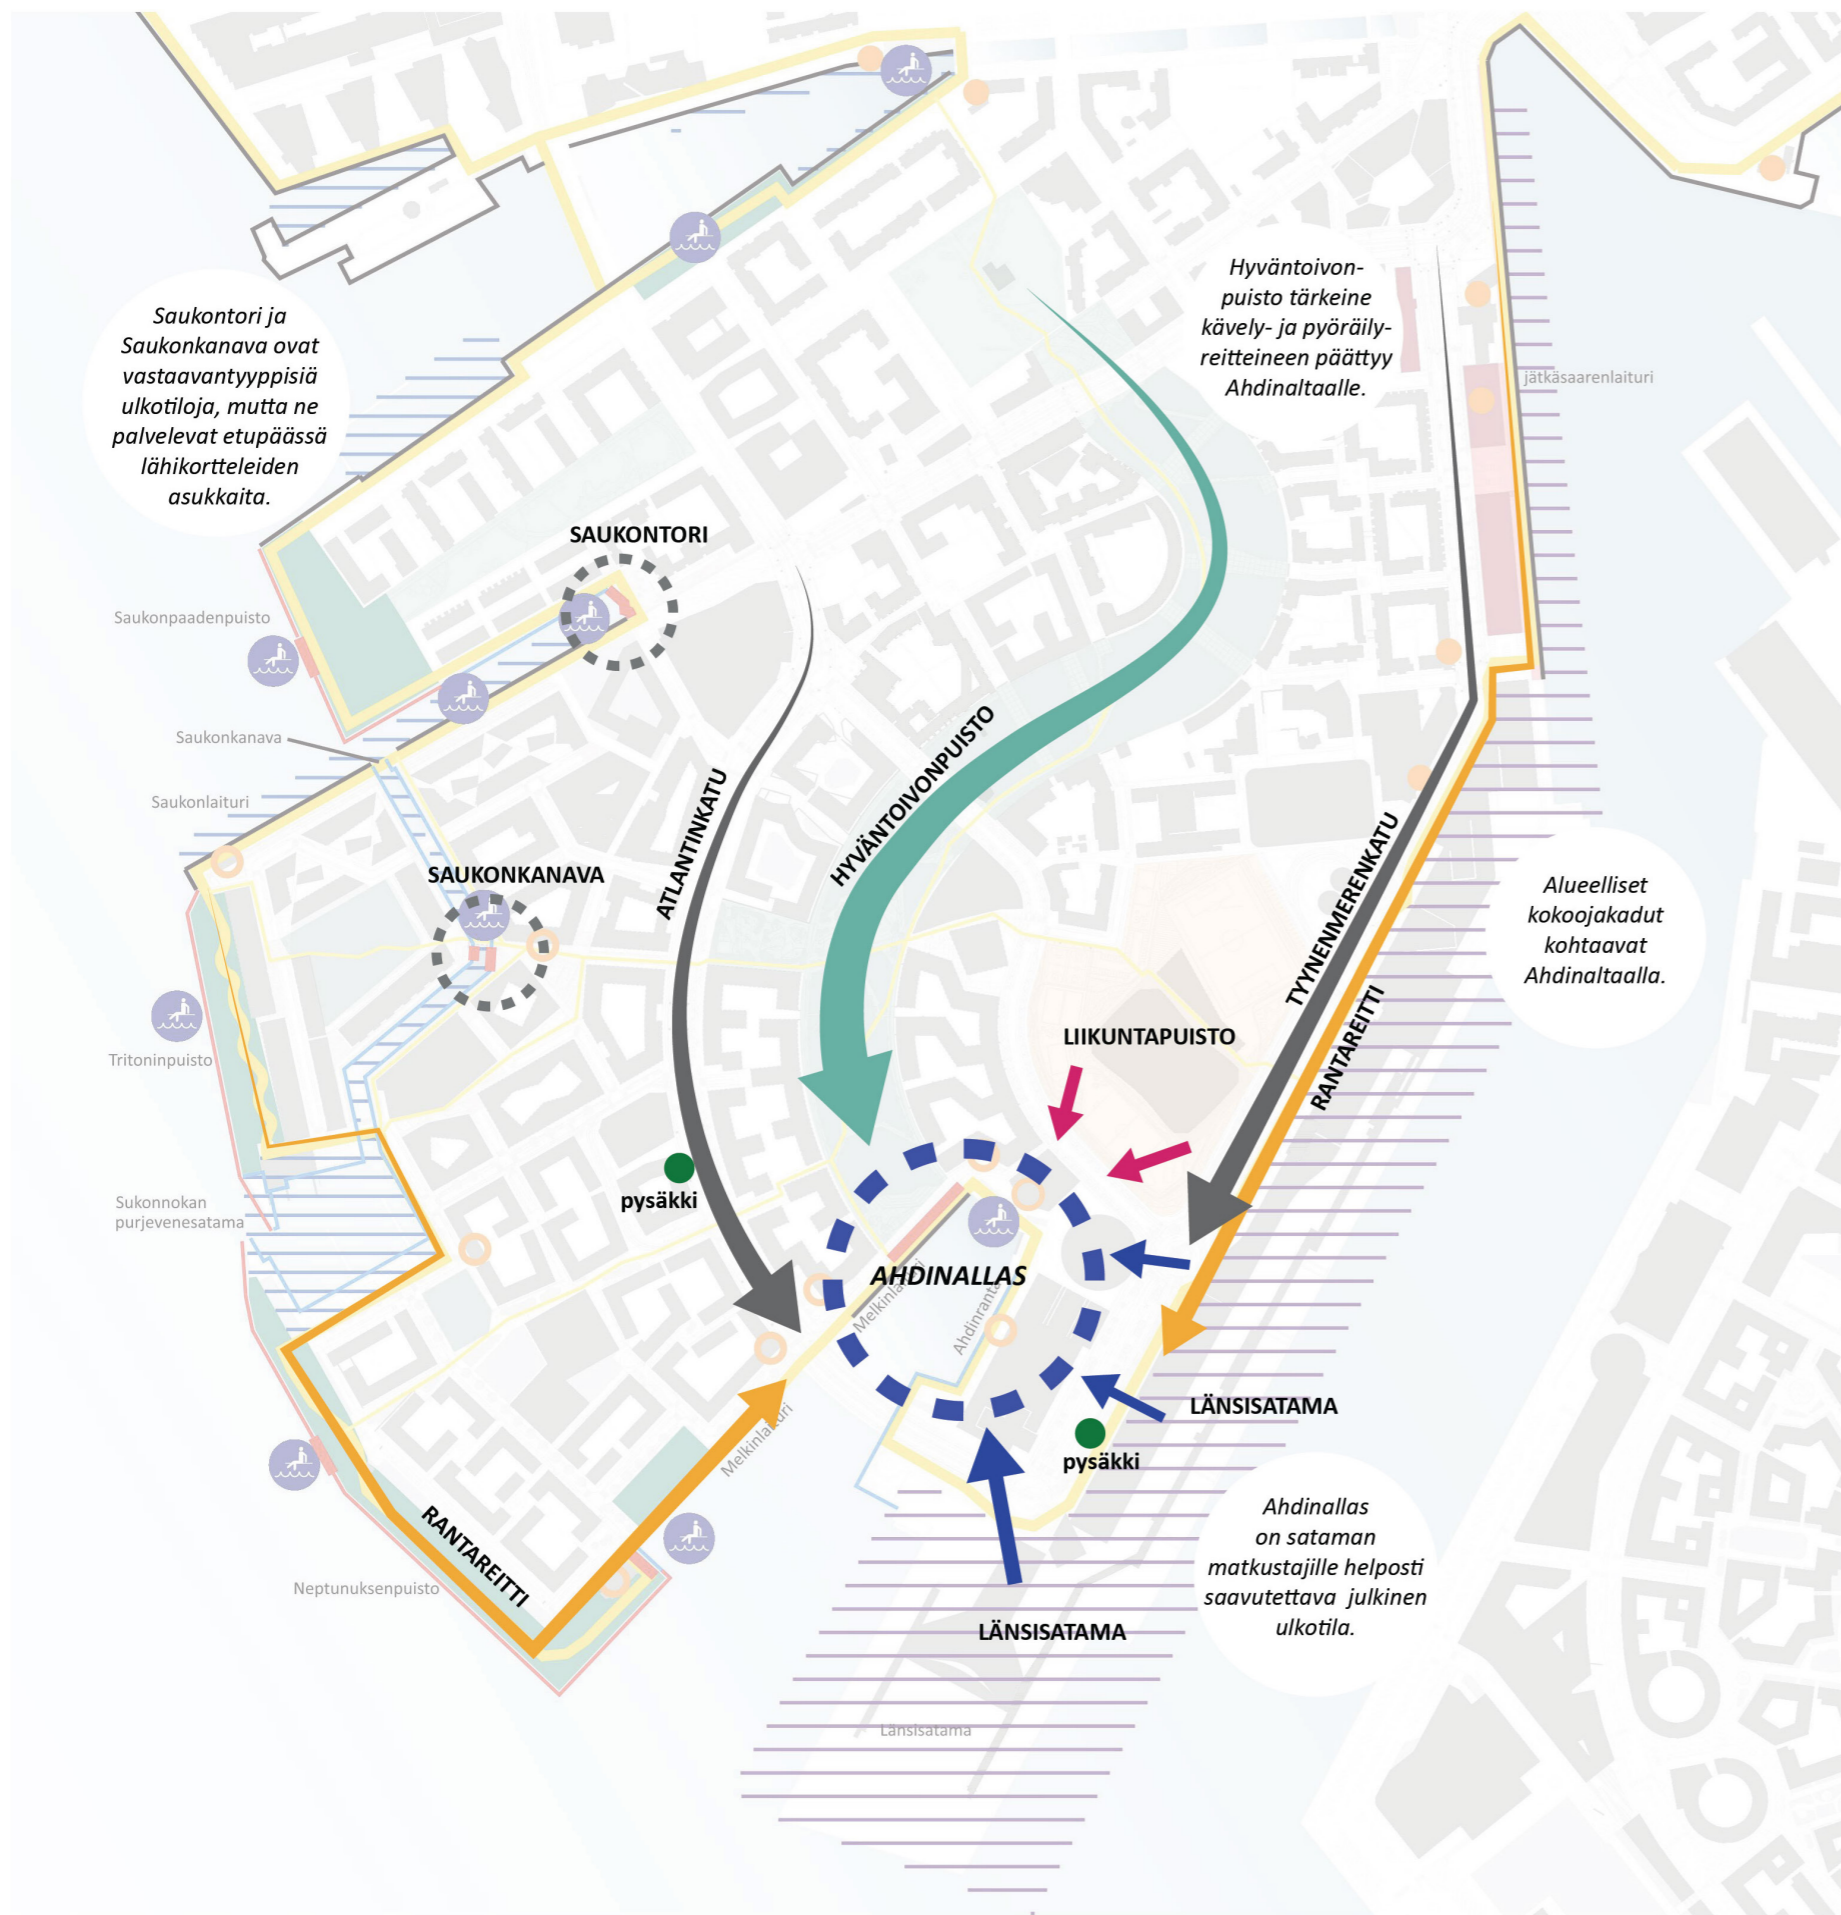 Saukontori ja
Saukonkanava ovat
vastaavantyyppisiä
ulkotiloja, mutta ne
palvelevat etupäässä
lähikortteleiden
asukkaita.
Hyväntoivon-
puisto tärkeine
kävely- ja pyöräily-
reitteineen päättyy
Ahdinaltaalle.
jätkäsaarenlaituri
SAUKONTORI
Saukonpaadenpuisto
Saukonkanava
Saukonlaituri
SAUKONKANAVA
ATLANTINKATU
HYVÄNTOIVONPUISTO
TYYNENMERENKATU
RANTAREITTI
Alueelliset
kokoojakadut
kohtaavat
Ahdinaltaalla.
LIIKUNTAPUISTO
Tritoninpuisto
Sukonnokan
purjevenesatama
pysäkki
AHDINALLAS
Melkinlaituri
Ahdinranta
Melkinlaituri
LÄNSISATAMA
pysäkki
RANTAREITTI
Neptunuksenpuisto
Ahdinallas
on sataman
matkustajille helposti
saavutettava julkinen
ulkotila.
LÄNSISATAMA
Länsisatama